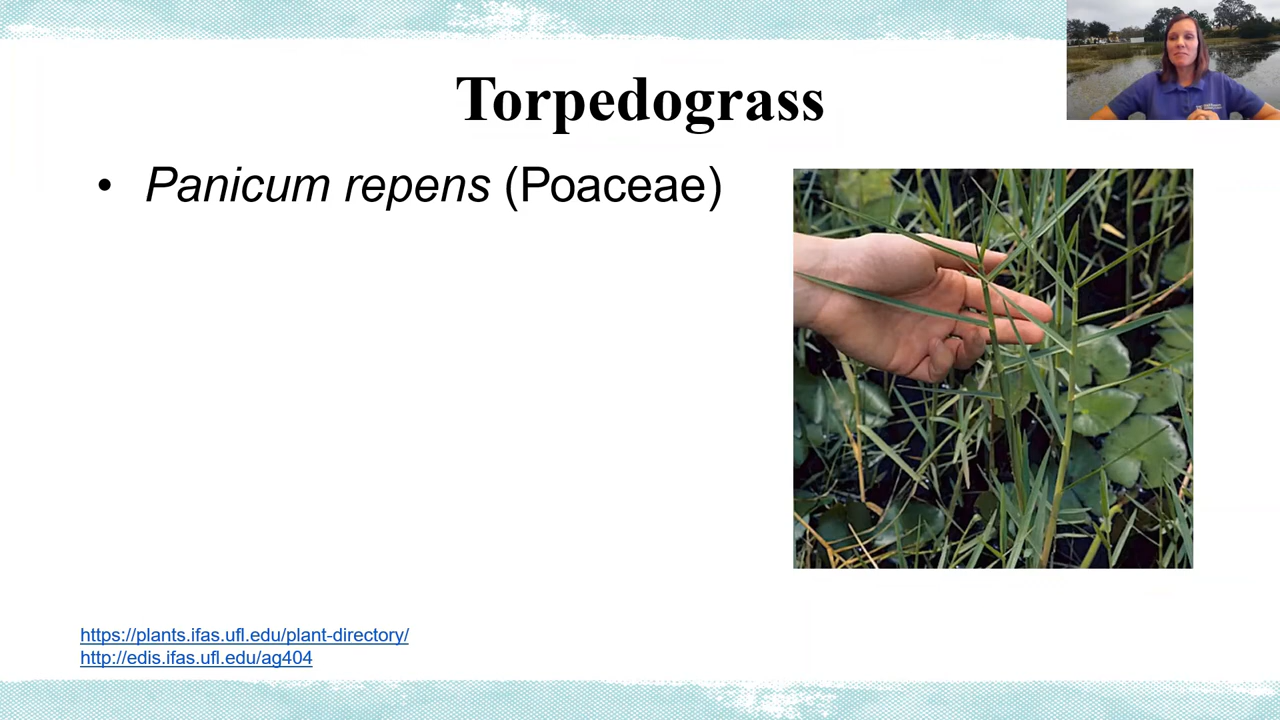 Torpedograss
• Panicum repens (Poaceae)
https://plants.ifas.ufl.edu/plant-directory/
http://edis.ifas.ufl.edu/ag404